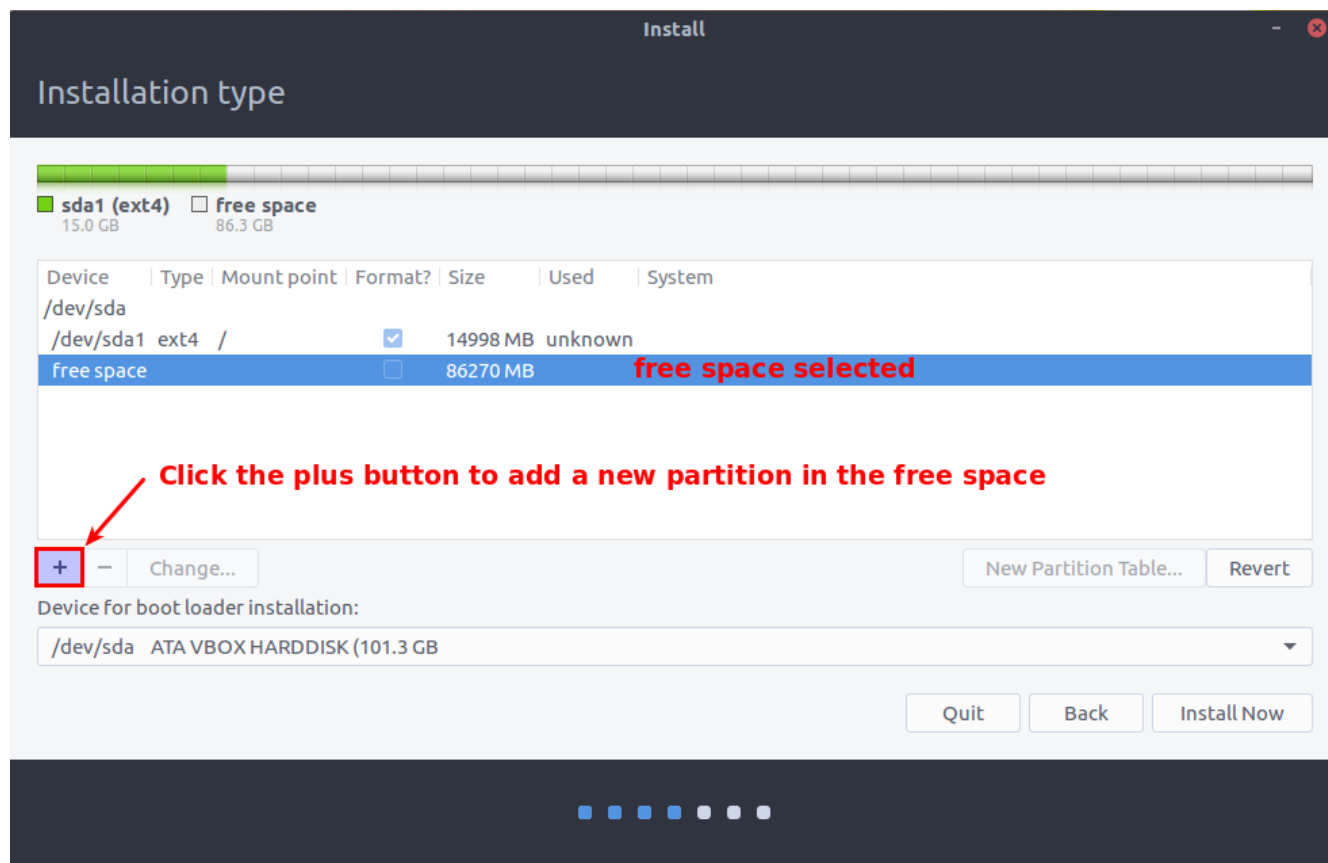 Install
Installation type
sda1 (ext4) free space
15.0 GB 86.3 GB
Device Type Mount point Format? Size Used System
/dev/sda
/dev/sda1 ext4 / 14998 MB unknown
free space 86270 MB free space selected
Click the plus button to add a new partition in the free space
+ − Change... New Partition Table... Revert
Device for boot loader installation:
/dev/sda ATA VBOX HARDDISK (101.3 GB
Quit Back Install Now